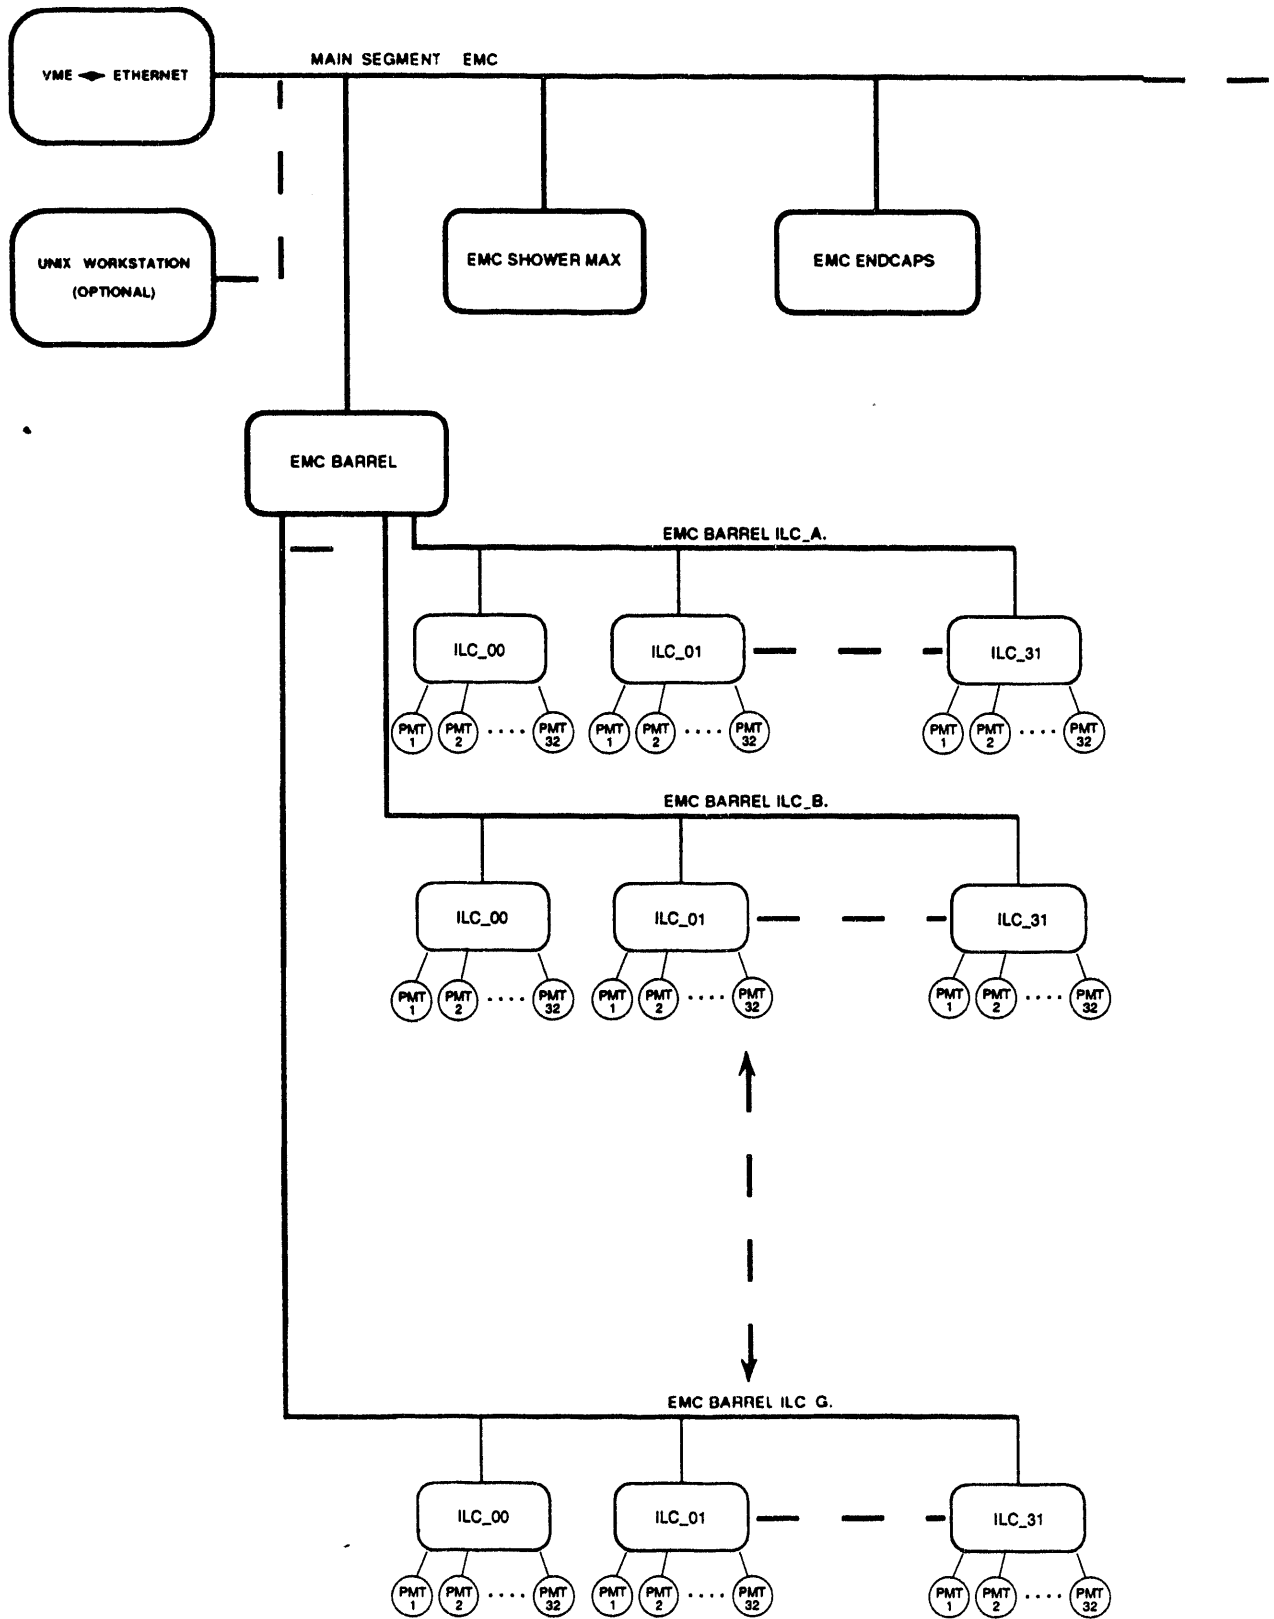 MAIN SEGMENT EMC
VME ETHERNET
UNIX WORKSTATION
(OPTIONAL)
EMC SHOWER MAX
EMC ENDCAPS
EMC BARREL
EMC BARREL ILC_A.
ILC_00
ILC_01
ILC_31
PMT
1
PMT
2
....
PMT
32
PMT
1
PMT
2
....
PMT
32
PMT
1
PMT
2
....
PMT
32
EMC BARREL ILC_B.
ILC_00
ILC_01
ILC_31
PMT
1
PMT
2
....
PMT
32
PMT
1
PMT
2
....
PMT
32
PMT
1
PMT
2
....
PMT
32
EMC BARREL ILC G.
ILC_00
ILC_01
ILC_31
PMT
1
PMT
2
....
PMT
32
PMT
1
PMT
2
....
PMT
32
PMT
1
PMT
2
....
PMT
32